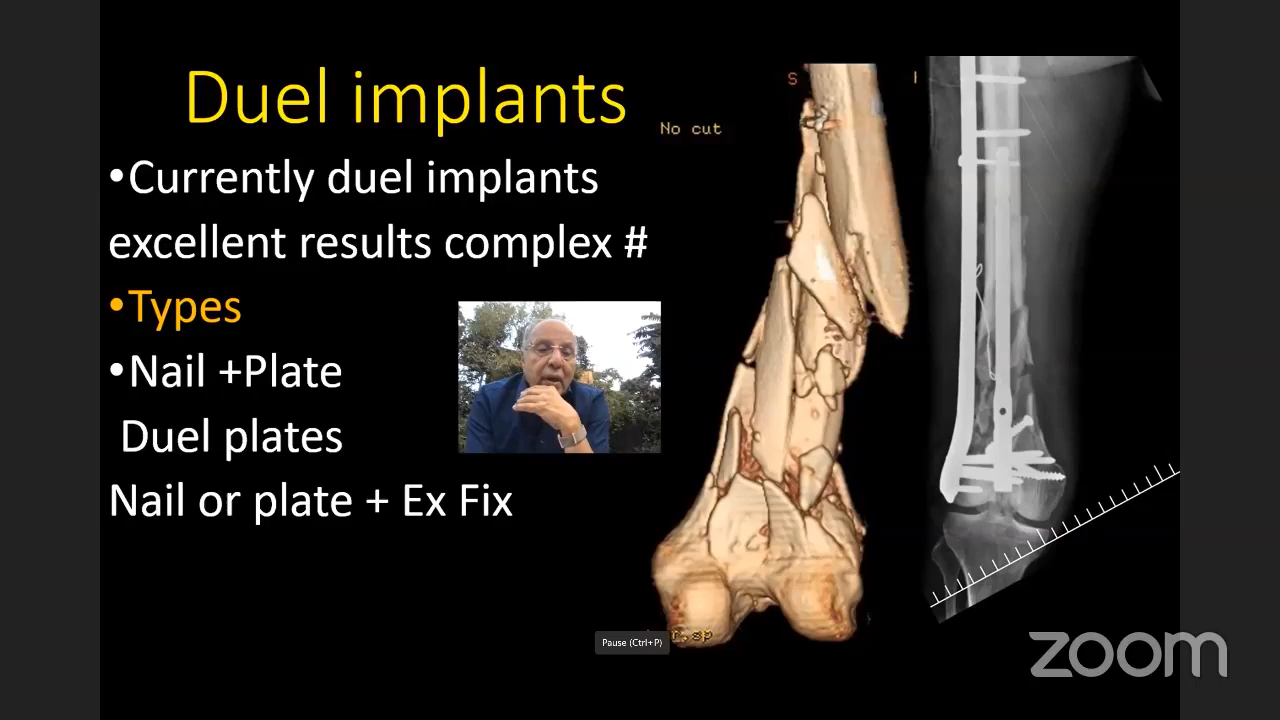 Duel implants
•Currently duel implants
excellent results complex #
•Types
•Nail +Plate
Duel plates
Nail or plate + Ex Fix
S
No cut
Pause (Ctrl+P)
zoom